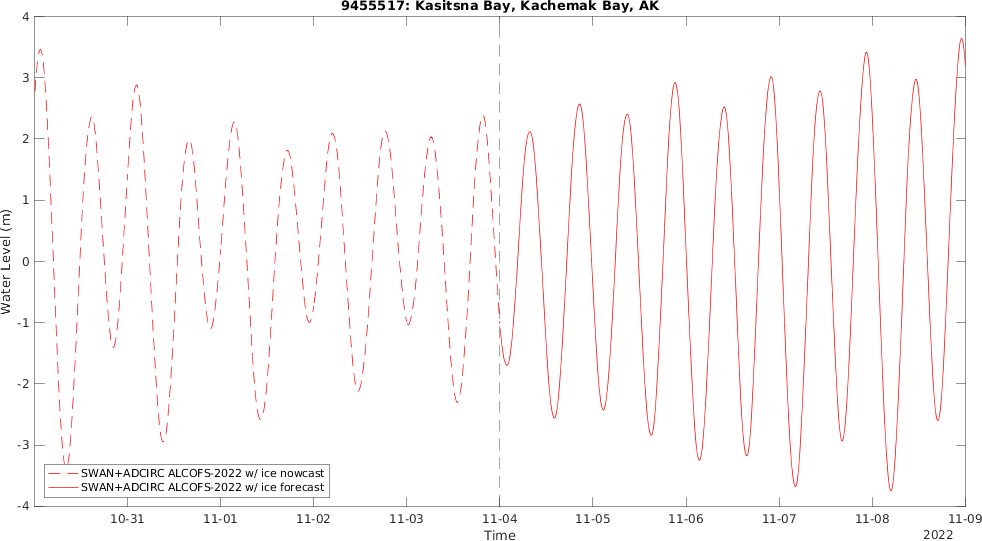 9455517: Kasitsna Bay, Kachemak Bay, AK
4
3
2
1
0
-1
-2
-3
-4
Water Level (m)
SWAN+ADCIRC ALCOFS-2022 w/ ice nowcast
SWAN+ADCIRC ALCOFS-2022 w/ ice forecast
10-31 11-01 11-02 11-03 11-04 11-05 11-06 11-07 11-08 11-09
Time
2022